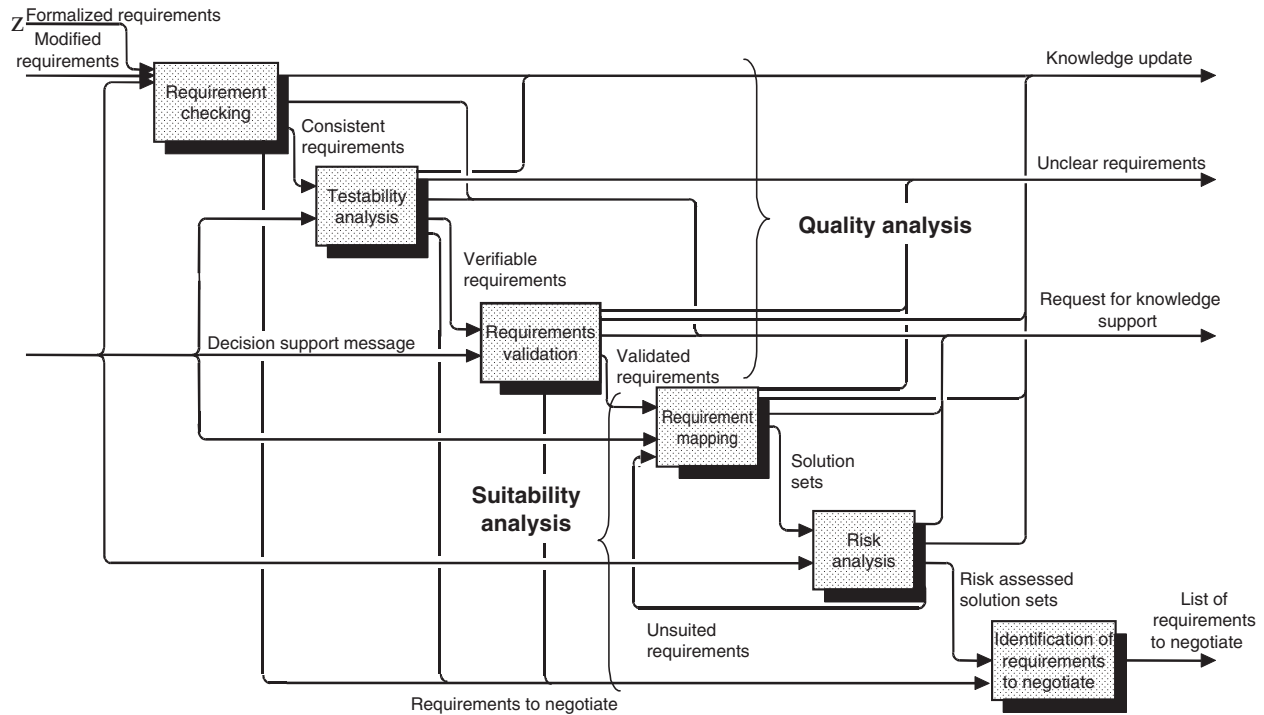 Z
Formalized requirements
Modified
requirements
Requirement
checking
Knowledge update
Consistent
requirements
Unclear requirements
Testability
analysis
Quality analysis
Verifiable
requirements
Request for knowledge
support
Decision support message
Requirements
validation
Validated
requirements
Requirement
mapping
Solution
sets
Suitability
analysis
Risk
analysis
Risk assessed
solution sets
List of
requirements
to negotiate
Unsuited
requirements
Identification of
requirements
to negotiate
Requirements to negotiate